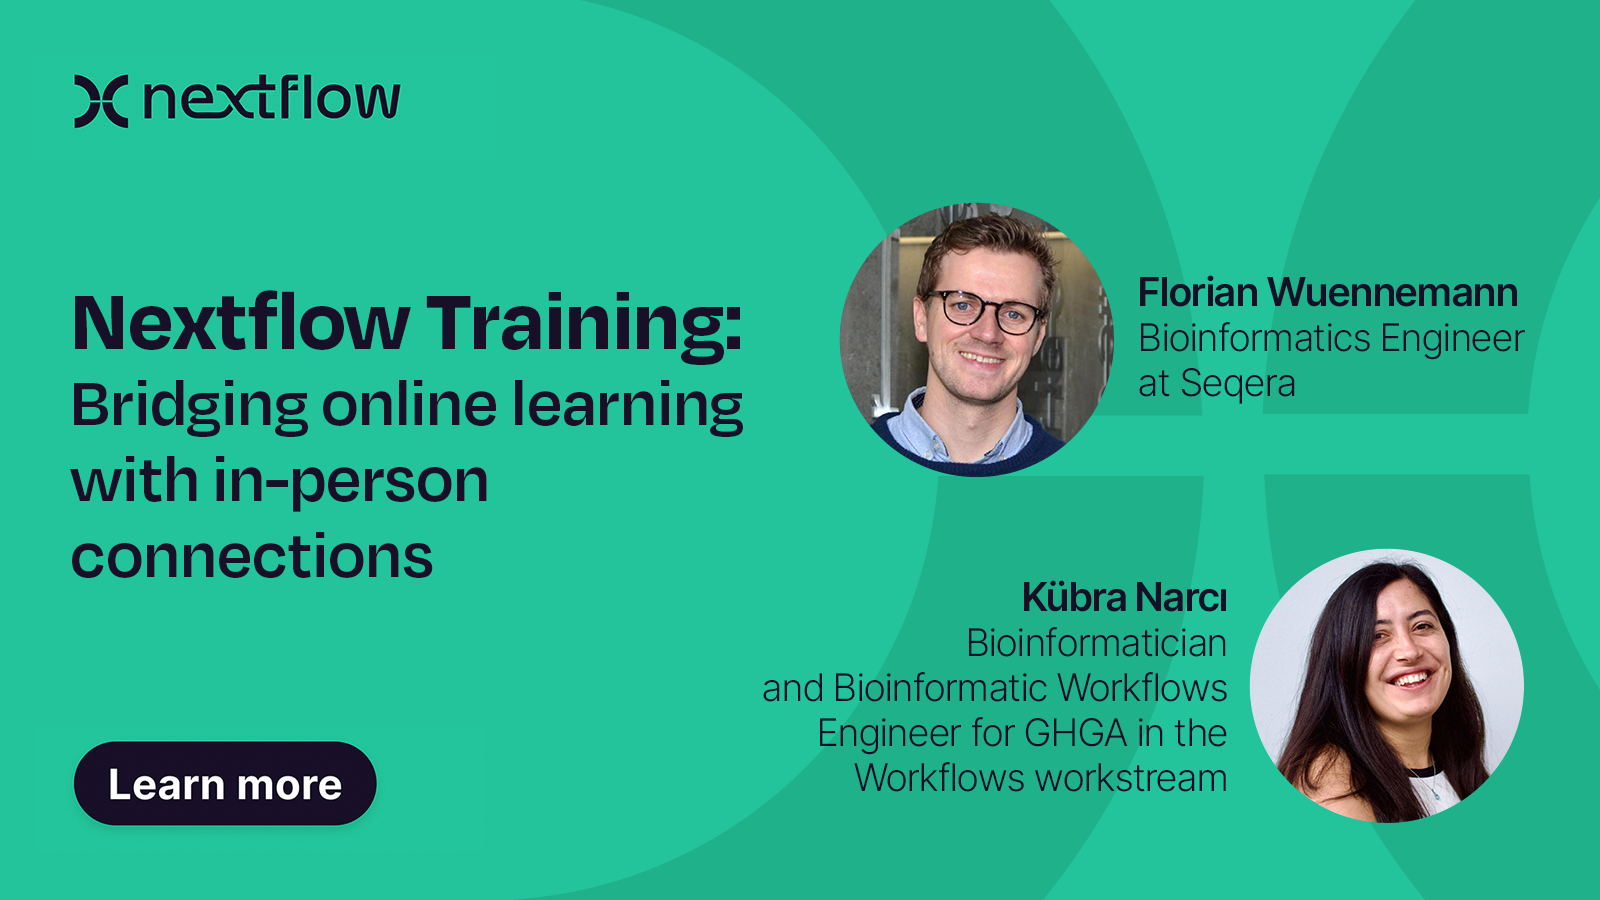 nextflow
Nextflow Training:
Bridging online learning
with in-person
connections
Learn more
Florian Wuennemann
Bioinformatics Engineer
at Seqera
Kübra Narcı
Bioinformatician
and Bioinformatic Workflows
Engineer for GHGA in the
Workflows workstream